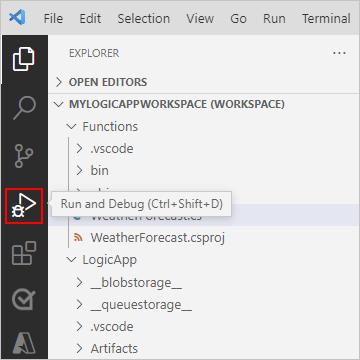 File Edit Selection View Go Run Terminal
EXPLORER
OPEN EDITORS
MYLOGICAPPWORKSPACE (WORKSPACE)
Functions
.vscode
bin
Run and Debug (Ctrl+Shift+D)
WeatherForecast.cs
WeatherForecast.csproj
LogicApp
__blobstorage__
__queuestorage__
.vscode
Artifacts